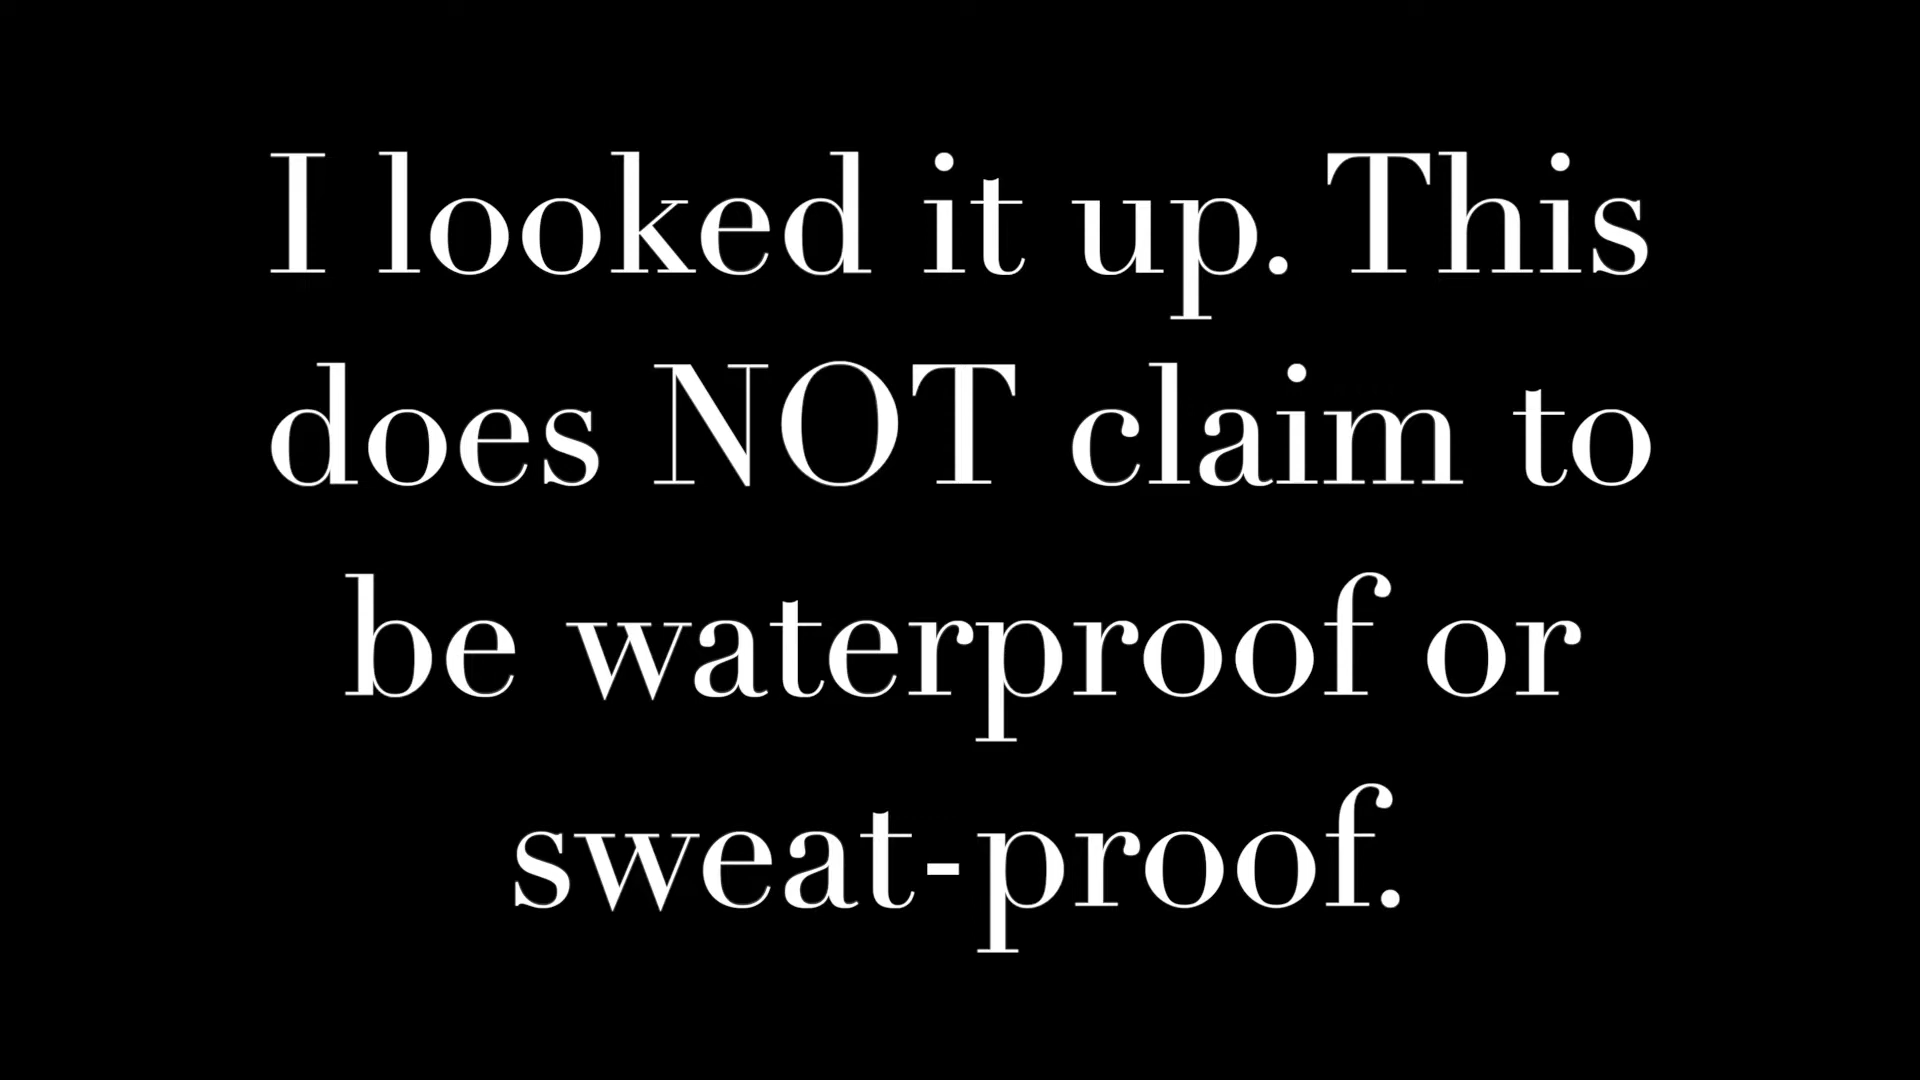 I looked it up. This
does NOT claim to
be waterproof or
sweat-proof.